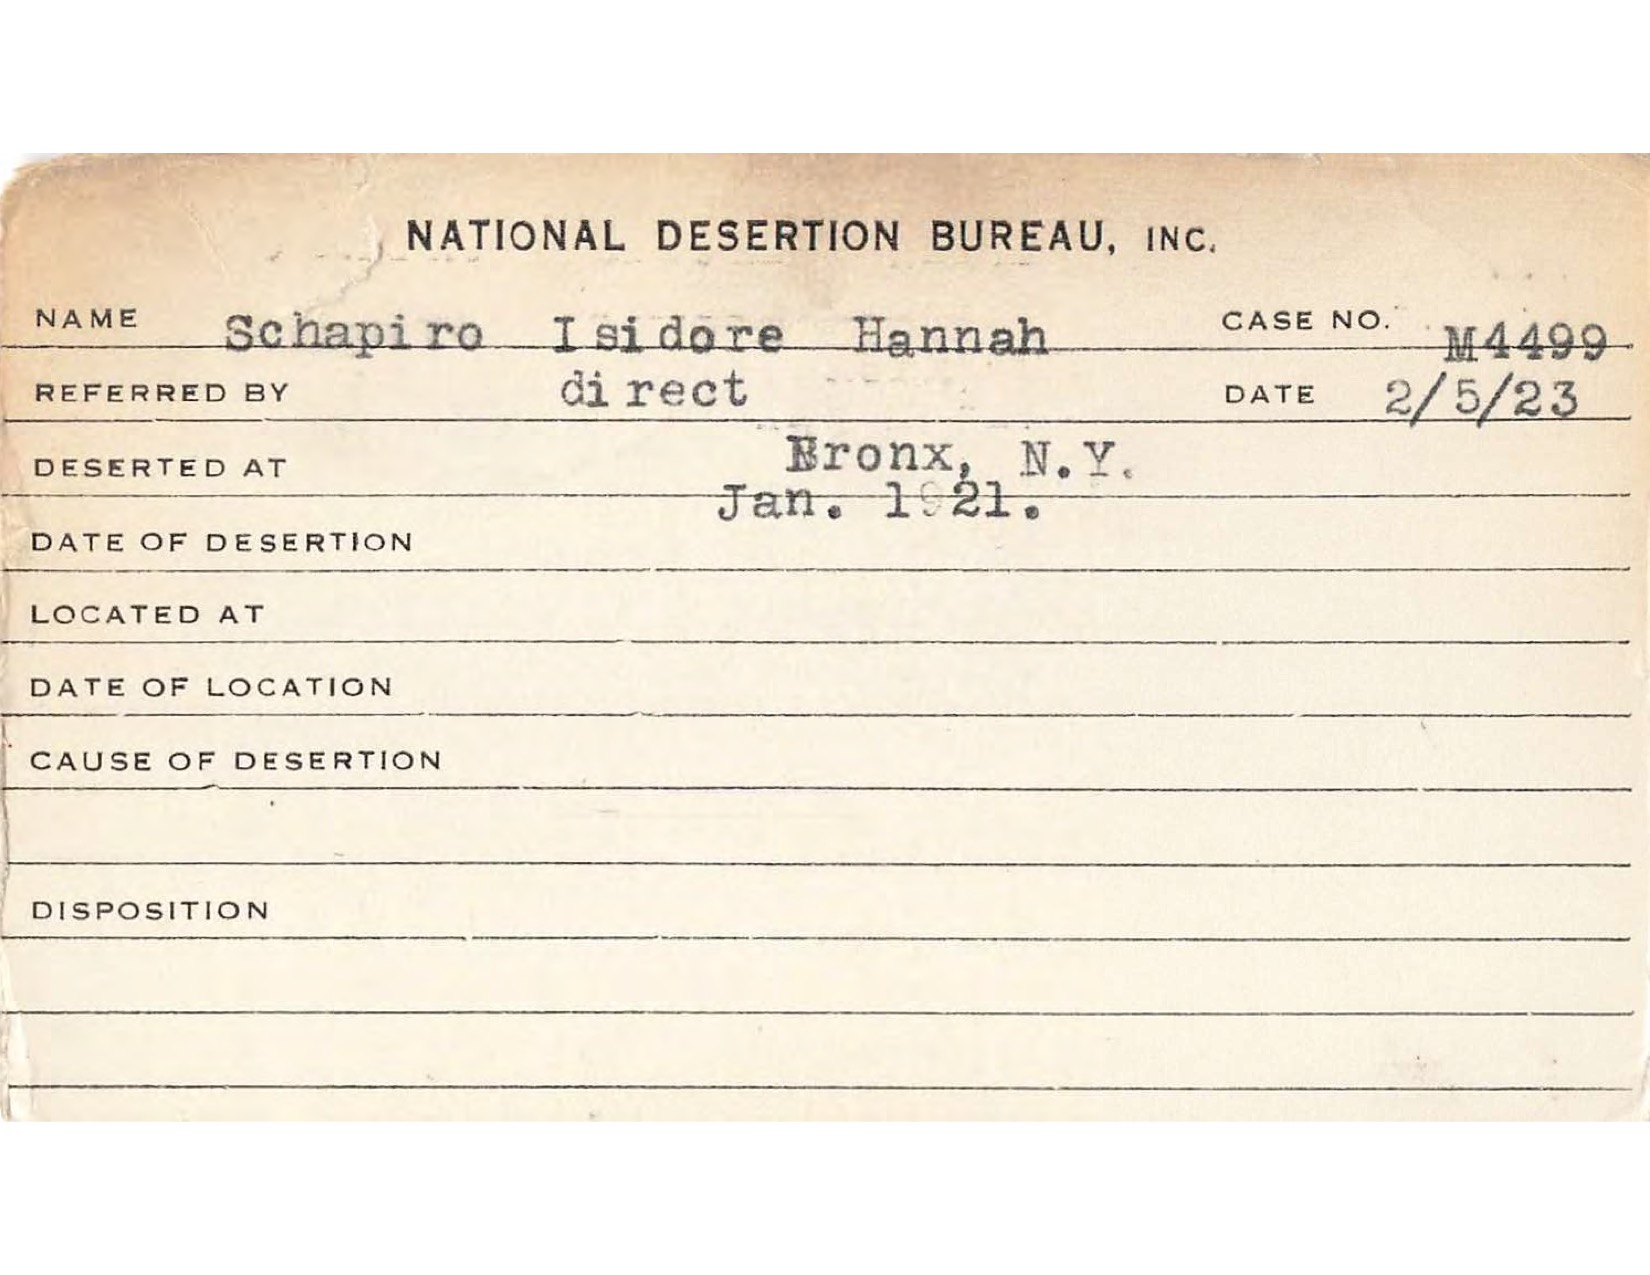 NATIONAL DESERTION BUREAU, INC.
NAME Schapiro Isidore Hannah CASE NO. M4499
REFERRED BY direct DATE 2/5/23
DESERTED AT Bronx, N.Y.
Jan. 1921.
DATE OF DESERTION
LOCATED AT
DATE OF LOCATION
CAUSE OF DESERTION
DISPOSITION